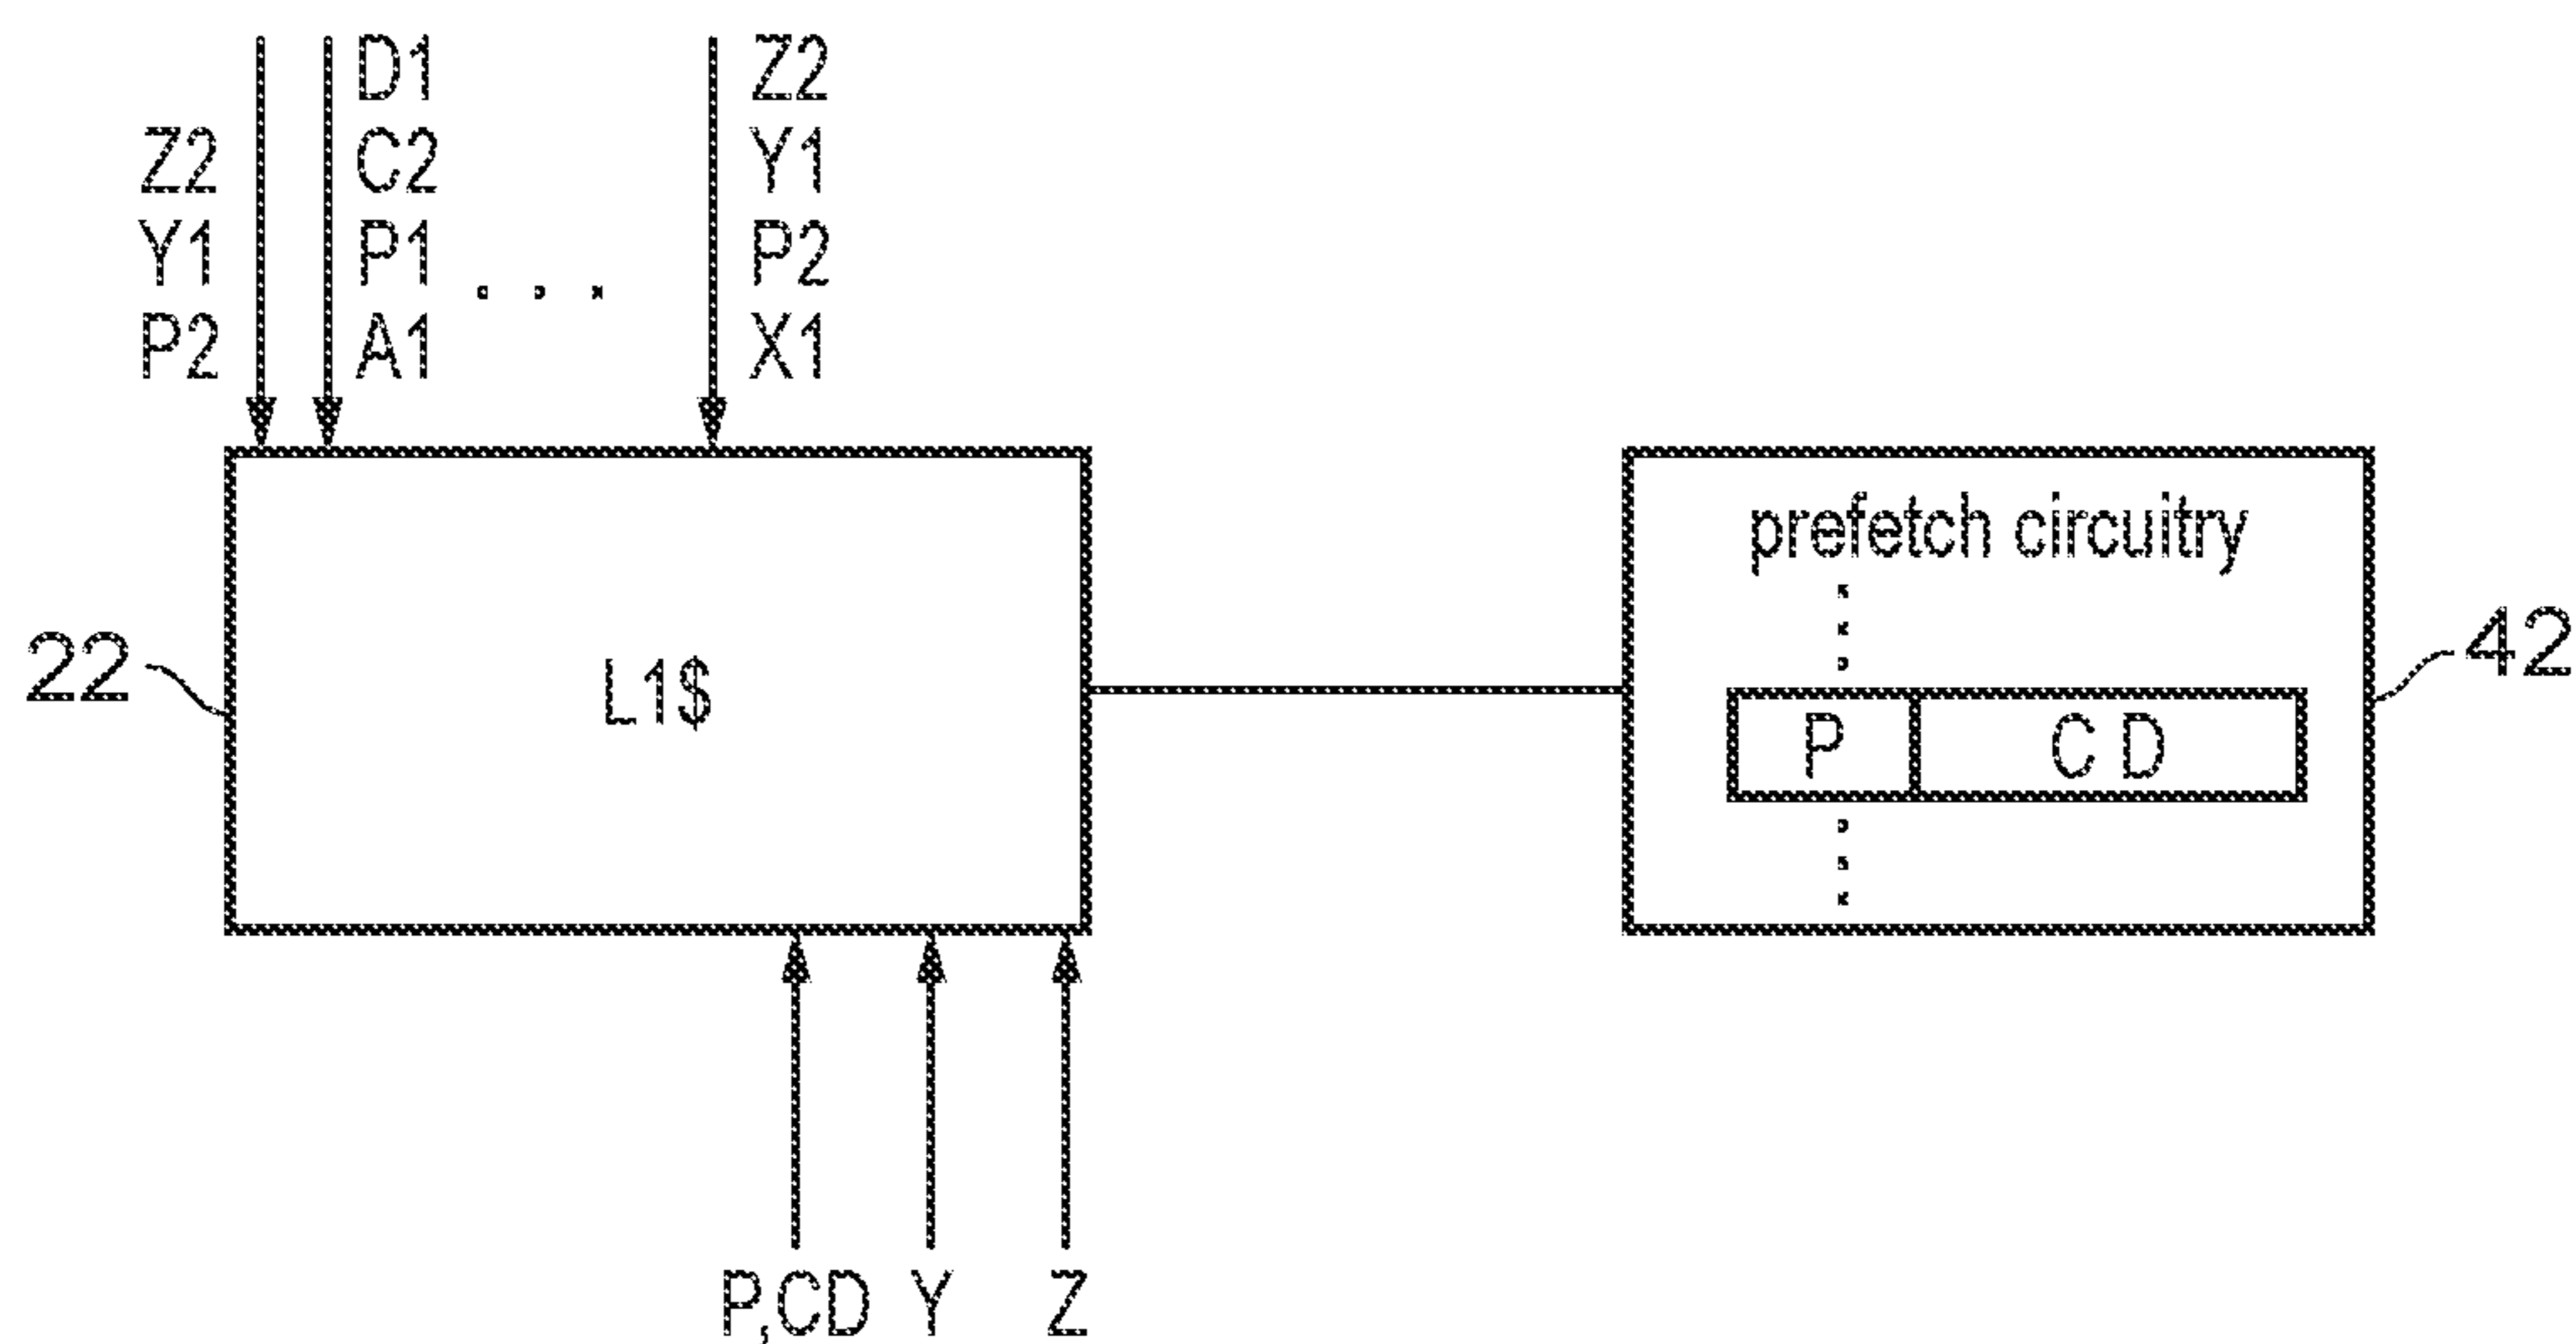 Z2
Y1
P2
D1
C2
P1
A1
. . .
Z2
Y1
P2
X1
22
L1$
prefetch circuitry
P
C D
42
P,CD
Y
Z